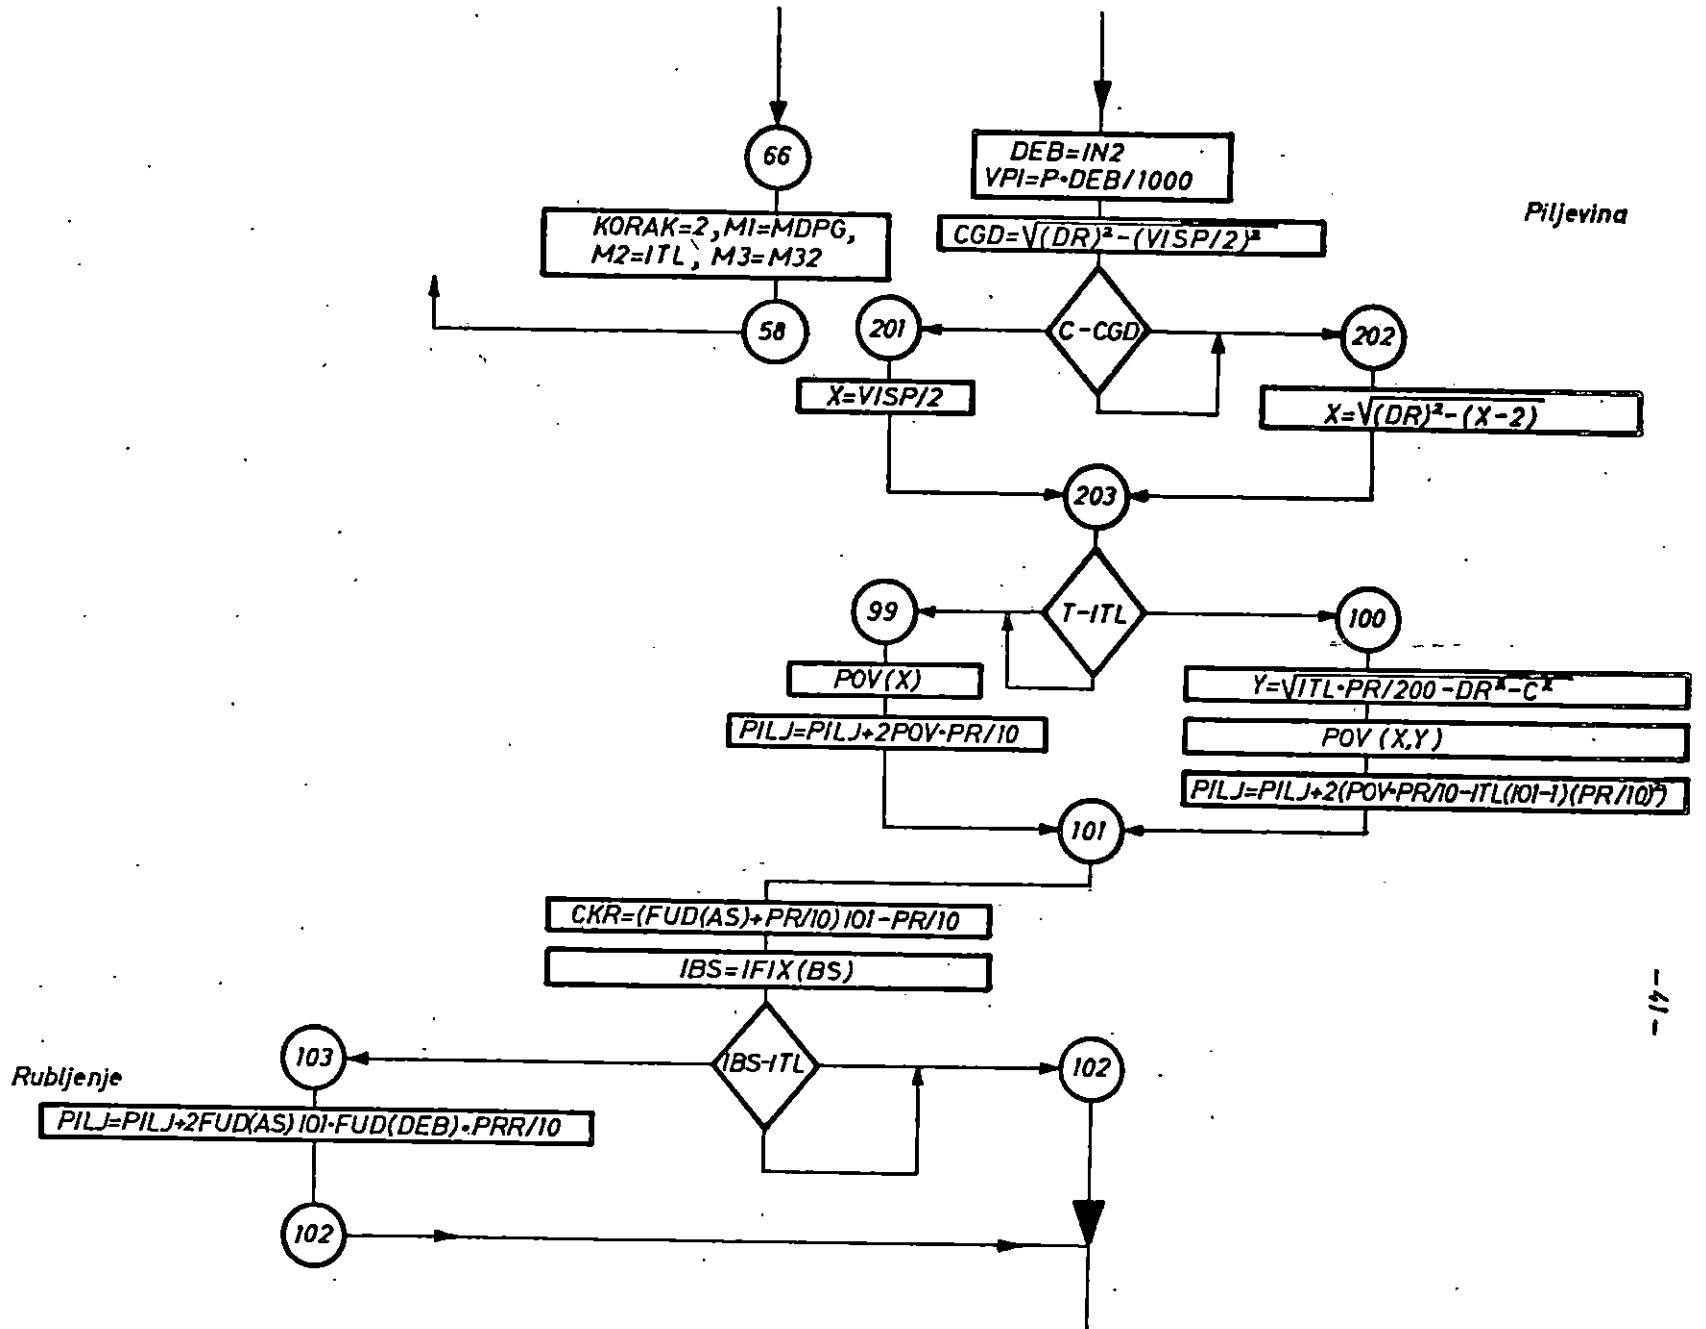 66
DEB=IN2
VPI=P·DEB/1000
Piljevina
KORAK=2, M1=MDPG,
M2=ITL, M3=M32
CGD=√(DR)²-(VISP/2)²
58
201
C-CGD
202
X=VISP/2
X=√(DR)²-(X-2)
203
99
T-ITL
100
POV(X)
Y=√ITL·PR/200-DR²-C²
PILJ=PILJ+2POV·PR/10
POV(X,Y)
PILJ=PILJ+2(POV·PR/10-ITL(IO1-1)(PR/10)²)
101
CKR=(FUD(AS)+PR/10)IO1-PR/10
IBS=IFIX(BS)
-41-
103
IBS-ITL
102
Rubljenje
PILJ=PILJ+2FUD(AS)IO1·FUD(DEB)·PRR/10
102